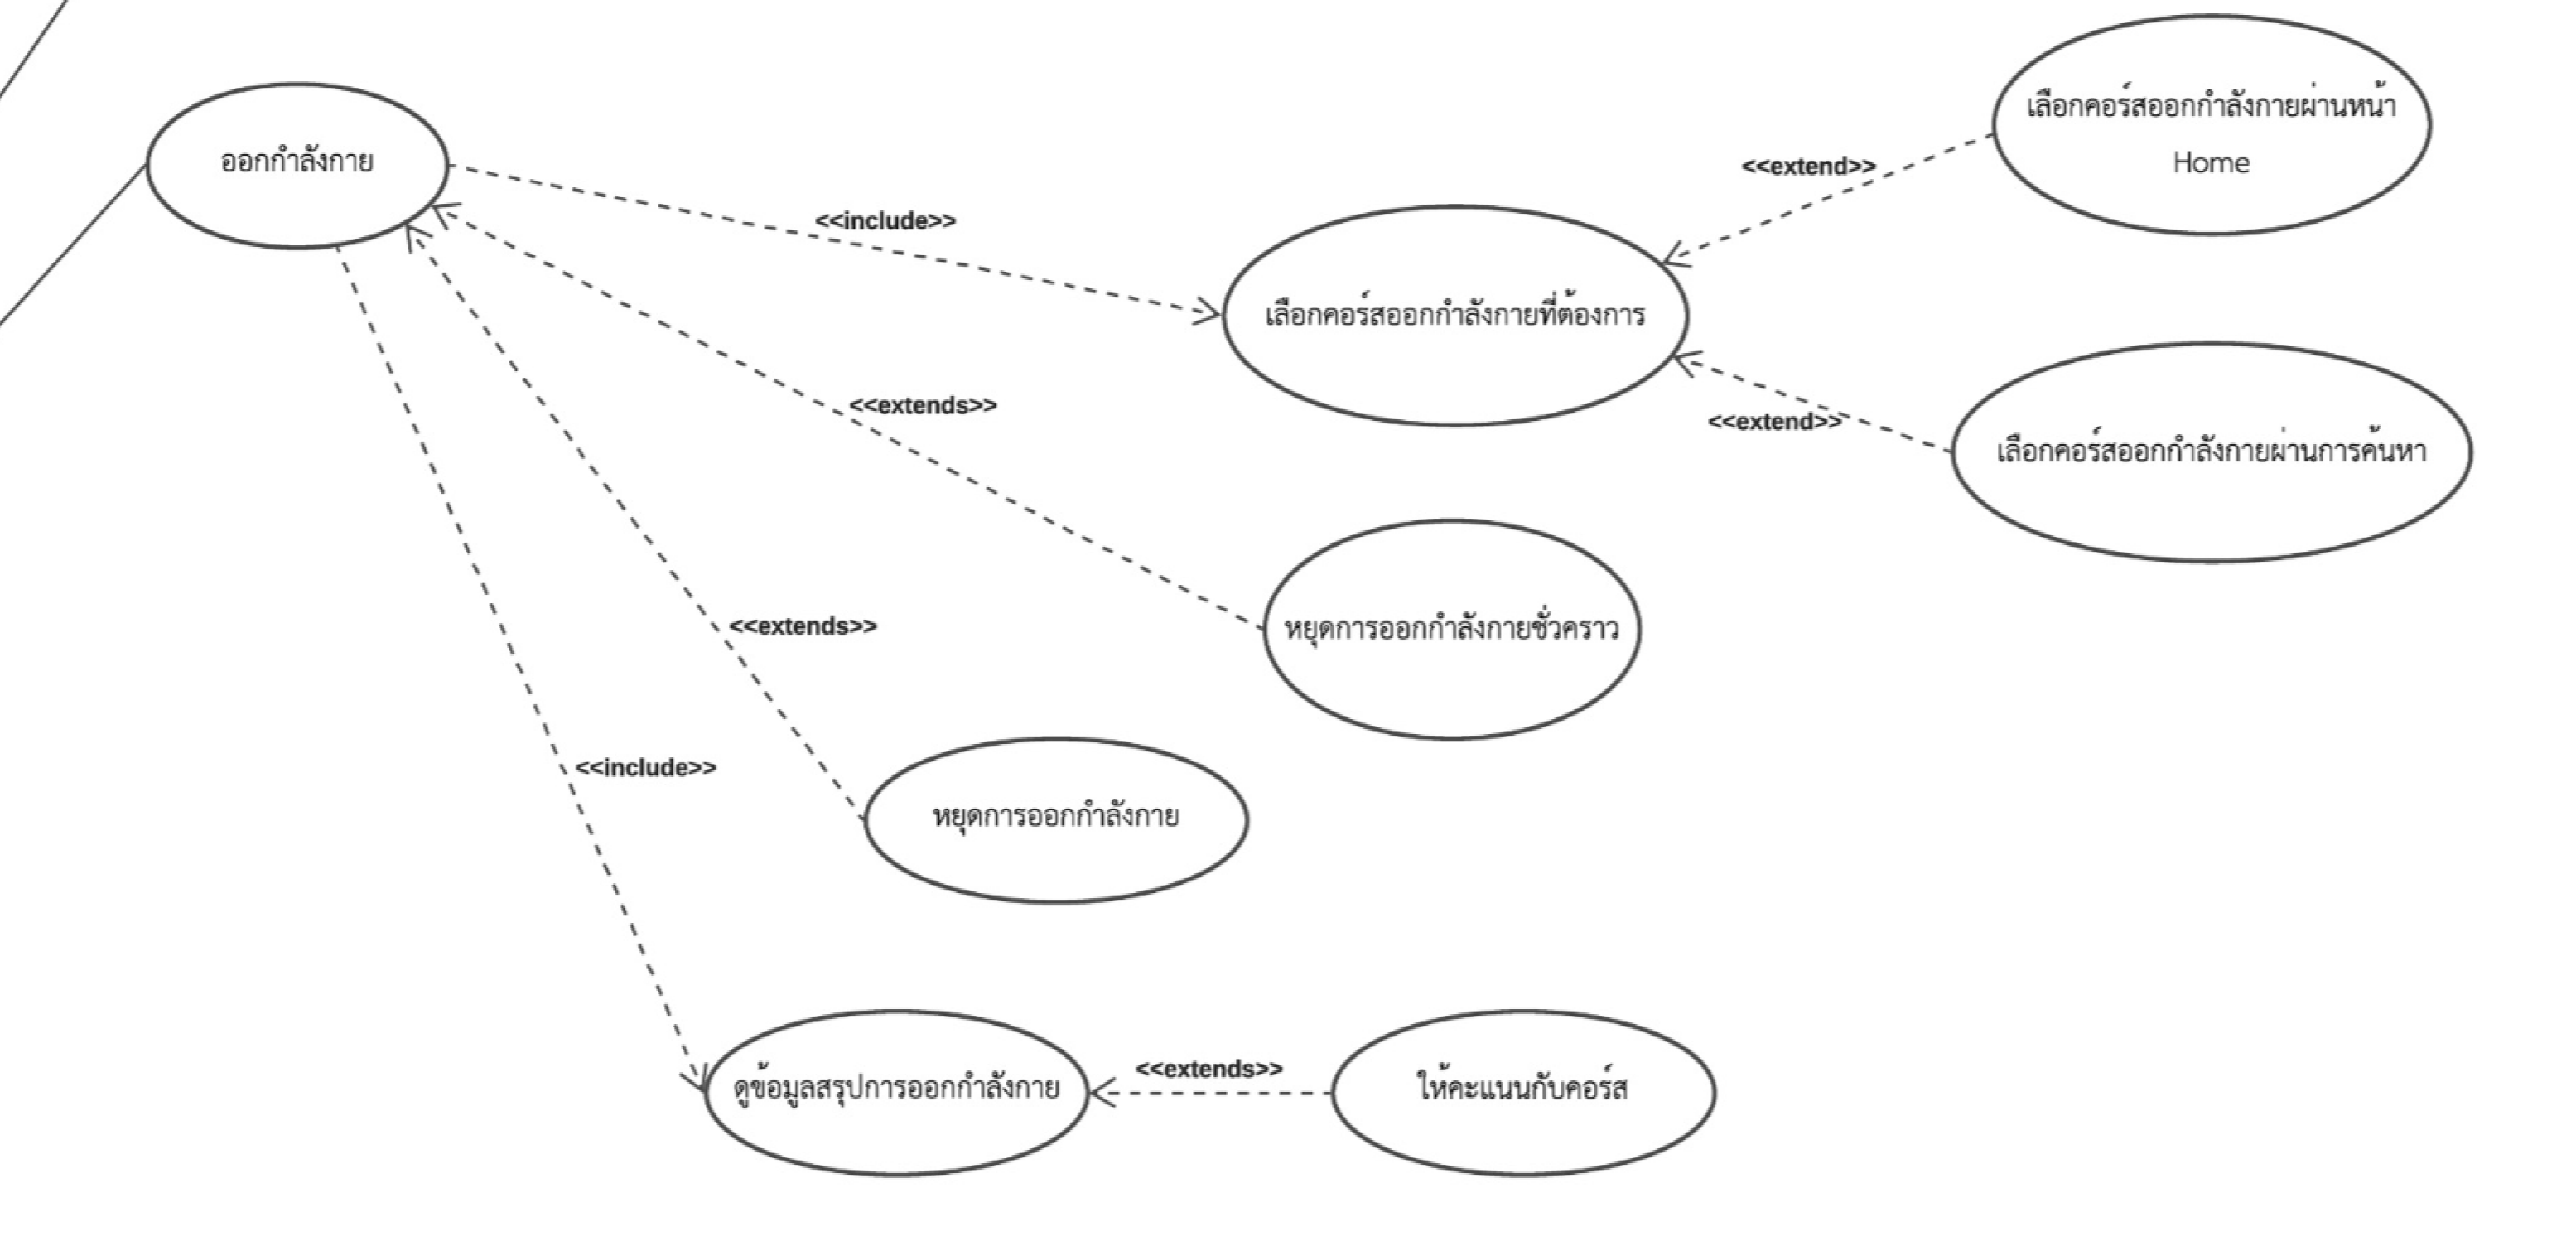 เลือกคอร์สออกกำลังกายผ่านหน้า
Home
ออกกำลังกาย
<<extend>>
<<include>>
เลือกคอร์สออกกำลังกายที่ต้องการ
<<extends>>
<<extend>>
เลือกคอร์สออกกำลังกายผ่านการค้นหา
<<extends>>
หยุดการออกกำลังกายชั่วคราว
<<include>>
หยุดการออกกำลังกาย
ดูข้อมูลสรุปการออกกำลังกาย
<<extends>>
ให้คะแนนกับคอร์ส